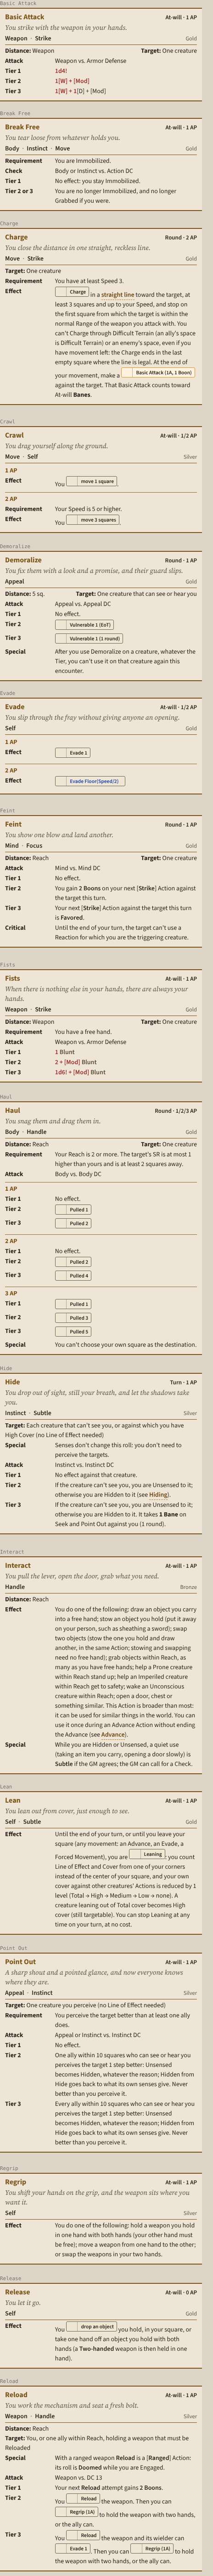 Basic Attack
Basic Attack At-will · 1 AP
You strike with the weapon in your hands.
Weapon · Strike Gold
Distance: Weapon Target: One creature
Attack Weapon vs. Armor Defense
Tier 1 1d4!
Tier 2 1[W] + [Mod]
Tier 3 1[W] + 1[D] + [Mod]
Break Free
Break Free At-will · 1 AP
You tear loose from whatever holds you.
Body · Instinct · Move Gold
Requirement You are Immobilized.
Check Body or Instinct vs. Action DC
Tier 1 No effect: you stay Immobilized.
Tier 2 or 3 You are no longer Immobilized, and no longer
Grabbed if you were.
Charge
Charge Round · 2 AP
You close the distance in one straight, reckless line.
Move · Strike Gold
Target: One creature
Requirement You have at least Speed 3.
Effect Charge in a straight line toward the target, at
least 3 squares and up to your Speed, and stop on
the first square from which the target is within the
normal Range of the weapon you attack with. You
can't Charge through Difficult Terrain (an ally's space
is Difficult Terrain) or an enemy's space, even if you
have movement left: the Charge ends in the last
empty square where the line is legal. At the end of
your movement, make a Basic Attack (1A, 1 Boon)
against the target. That Basic Attack counts toward
At-will Banes.
Crawl
Crawl At-will · 1/2 AP
You drag yourself along the ground.
Move · Self Silver
1 AP
Effect You move 1 square
2 AP
Requirement Your Speed is 5 or higher.
Effect You move 3 squares
Demoralize
Demoralize Round · 1 AP
You fix them with a look and a promise, and their guard slips.
Appeal Gold
Distance: 5 sq. Target: One creature that can see or hear you
Attack Appeal vs. Appeal DC
Tier 1 No effect.
Tier 2 Vulnerable 1 (EoT)
Tier 3 Vulnerable 1 (1 round)
Special After you use Demoralize on a creature, whatever the
Tier, you can't use it on that creature again this
encounter.
Evade
Evade At-will · 1/2 AP
You slip through the fray without giving anyone an opening.
Self Gold
1 AP
Effect Evade 1
2 AP
Effect Evade Floor(Speed/2)
Feint
Feint Round · 1 AP
You show one blow and land another.
Mind · Focus Gold
Distance: Reach Target: One creature
Attack Mind vs. Mind DC
Tier 1 No effect.
Tier 2 You gain 2 Boons on your next [Strike] Action against
the target this turn.
Tier 3 Your next [Strike] Action against the target this turn
is Favored.
Critical Until the end of your turn, the target can't use a
Reaction for which you are the triggering creature.
Fists
Fists At-will · 1 AP
When there is nothing else in your hands, there are always your
hands.
Weapon · Strike Gold
Distance: Weapon Target: One creature
Requirement You have a free hand.
Attack Weapon vs. Armor Defense
Tier 1 1 Blunt
Tier 2 2 + [Mod] Blunt
Tier 3 1d6! + [Mod] Blunt
Haul
Haul Round · 1/2/3 AP
You snag them and drag them in.
Body · Handle Gold
Distance: Reach Target: One creature
Requirement Your Reach is 2 or more. The target's SR is at most 1
higher than yours and is at least 2 squares away.
Attack Body vs. Body DC
1 AP
Tier 1 No effect.
Tier 2 Pulled 1
Tier 3 Pulled 2
2 AP
Tier 1 No effect.
Tier 2 Pulled 2
Tier 3 Pulled 4
3 AP
Tier 1 Pulled 1
Tier 2 Pulled 3
Tier 3 Pulled 5
Special You can't choose your own square as the destination.
Hide
Hide Turn · 1 AP
You drop out of sight, still your breath, and let the shadows take
you.
Instinct · Subtle Silver
Target: Each creature that can't see you, or against which you have
High Cover (no Line of Effect needed)
Special Senses don't change this roll: you don't need to
perceive the targets.
Attack Instinct vs. Instinct DC
Tier 1 No effect against that creature.
Tier 2 If the creature can't see you, you are Unsensed to it;
otherwise you are Hidden to it (see Hiding).
Tier 3 If the creature can't see you, you are Unsensed to it;
otherwise you are Hidden to it. It takes 1 Bane on
Seek and Point Out against you (1 round).
Interact
Interact At-will · 1 AP
You pull the lever, open the door, grab what you need.
Handle Bronze
Distance: Reach
Effect You do one of the following: draw an object you carry
into a free hand; stow an object you hold (put it away
on your person, such as sheathing a sword); swap
two objects (stow the one you hold and draw
another, in the same Action); grab objects within Reach, as
many as you have free hands; help a Prone creature
within Reach stand up; help an Imperiled creature
within Reach get to safety; wake an Unconscious
creature within Reach; open a door, chest or
something similar. This Action is broader than most:
it can be used for similar things in the world. You can
use it once during an Advance Action without ending
the Advance (see Advance).
Special While you are Hidden or Unsensed, a quiet use
(taking an item you carry, opening a door slowly) is
Subtle if the GM agrees; the GM can call for a Check.
Lean
Lean At-will · 1 AP
You lean out from cover, just enough to see.
Self · Subtle Gold
Effect Until the end of your turn, or until you leave your
square (any movement: an Advance, an Evade, a
Forced Movement), you are Leaning: you count
Line of Effect and Cover from one of your corners
instead of the center of your square, and your own
cover against other creatures' Actions is reduced by 1
level (Total → High → Medium → Low → none). A
creature leaning out of Total cover becomes High
cover (still targetable). You can stop Leaning at any
time on your turn, at no cost.
Point Out
Point Out At-will · 1 AP
A sharp shout and a pointed glance, and now everyone knows
where they are.
Appeal · Instinct Silver
Target: One creature you perceive (no Line of Effect needed)
Requirement You perceive the target better than at least one ally
does.
Attack Appeal or Instinct vs. Instinct DC
Tier 1 No effect.
Tier 2 One ally within 10 squares who can see or hear you
perceives the target 1 step better: Unsensed
becomes Hidden, whatever the reason; Hidden from
Hide goes back to what its own senses give. Never
better than you perceive it.
Tier 3 Every ally within 10 squares who can see or hear you
perceives the target 1 step better: Unsensed
becomes Hidden, whatever the reason; Hidden from
Hide goes back to what its own senses give. Never
better than you perceive it.
Regrip
Regrip At-will · 1 AP
You shift your hands on the grip, and the weapon sits where you
want it.
Self Silver
Effect You do one of the following: hold a weapon you hold
in one hand with both hands (your other hand must
be free); move a weapon from one hand to the other;
or swap the weapons in your two hands.
Release
Release At-will · 0 AP
You let it go.
Self Gold
Effect You drop an object you hold, in your square, or
take one hand off an object you hold with both
hands (a Two-handed weapon is then held in one
hand).
Reload
Reload At-will · 1 AP
You work the mechanism and seat a fresh bolt.
Weapon · Handle Silver
Distance: Reach
Target: You, or one ally within Reach, holding a weapon that must be
Reloaded
Special With a ranged weapon Reload is a [Ranged] Action:
its roll is Doomed while you are Engaged.
Attack Weapon vs. DC 13
Tier 1 Your next Reload attempt gains 2 Boons.
Tier 2 You Reload the weapon. Then you can
Regrip (1A) to hold the weapon with two hands,
or the ally can.
Tier 3 You Reload the weapon and its wielder can
Evade 1. Then you can Regrip (1A) to hold
the weapon with two hands, or the ally can.